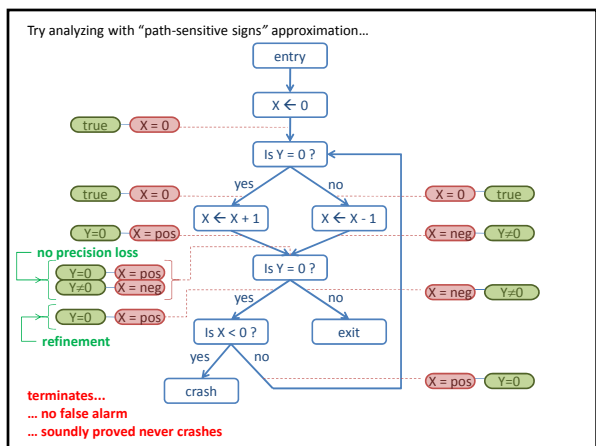 Try analyzing with “path-sensitive signs” approximation…
entry
X ← 0
true X = 0
Is Y = 0 ?
yes no
true X = 0
X = 0 true
X ← X + 1
X ← X - 1
Y=0 X = pos
X = neg Y≠0
no precision loss
Y=0 X = pos
Y≠0 X = neg
Is Y = 0 ?
X = neg Y≠0
yes no
Y=0 X = pos
Is X < 0 ?
exit
refinement
yes no
X = pos Y=0
crash
terminates...
... no false alarm
... soundly proved never crashes